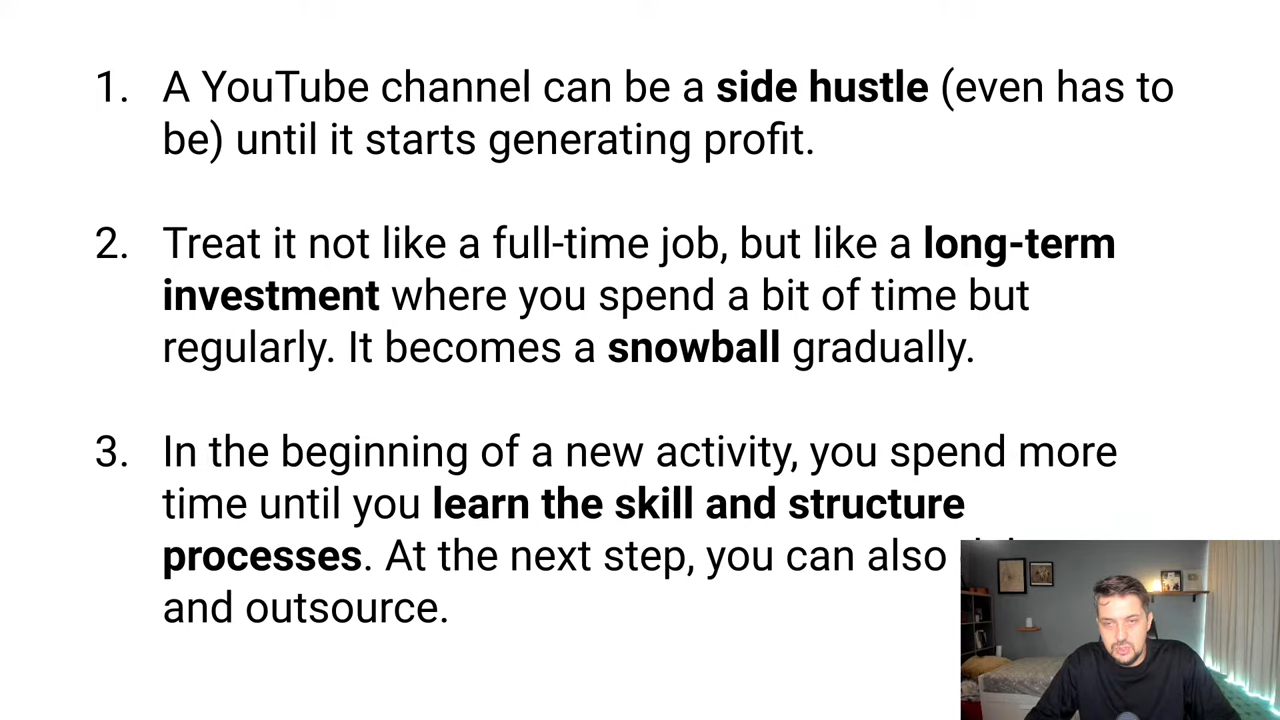 1. A YouTube channel can be a side hustle (even has to
be) until it starts generating profit.
2. Treat it not like a full-time job, but like a long-term
investment where you spend a bit of time but
regularly. It becomes a snowball gradually.
3. In the beginning of a new activity, you spend more
time until you learn the skill and structure
processes. At the next step, you can also
and outsource.